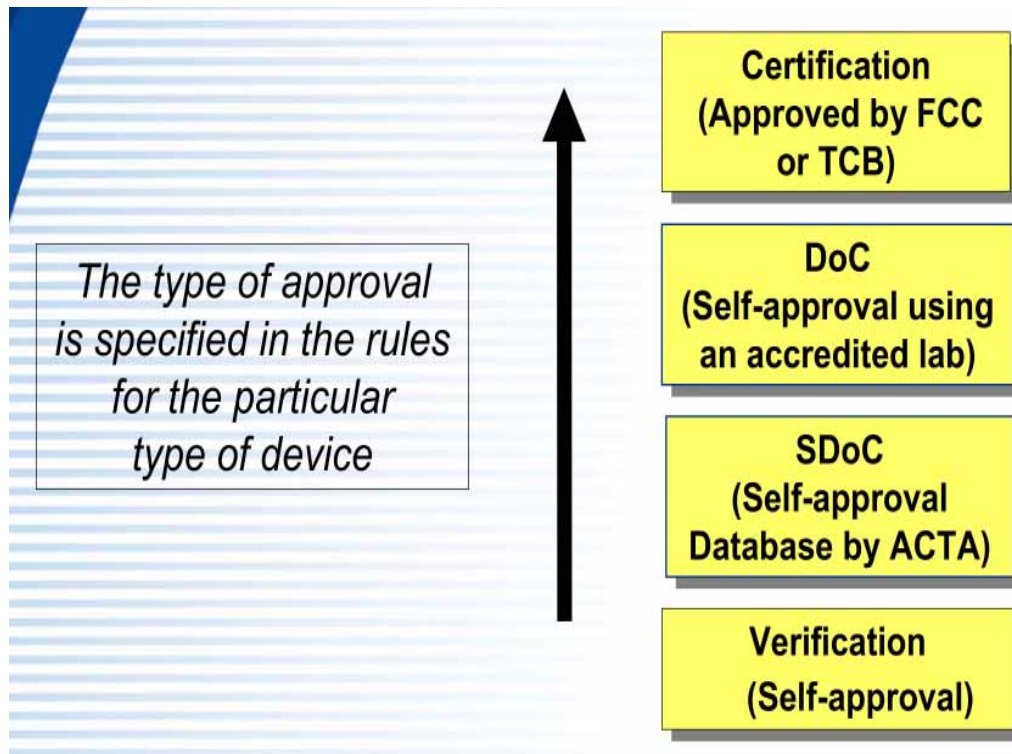 The type of approval
is specified in the rules
for the particular
type of device
Certification
(Approved by FCC
or TCB)
DoC
(Self-approval using
an accredited lab)
SDoC
(Self-approval
Database by ACTA)
Verification
(Self-approval)